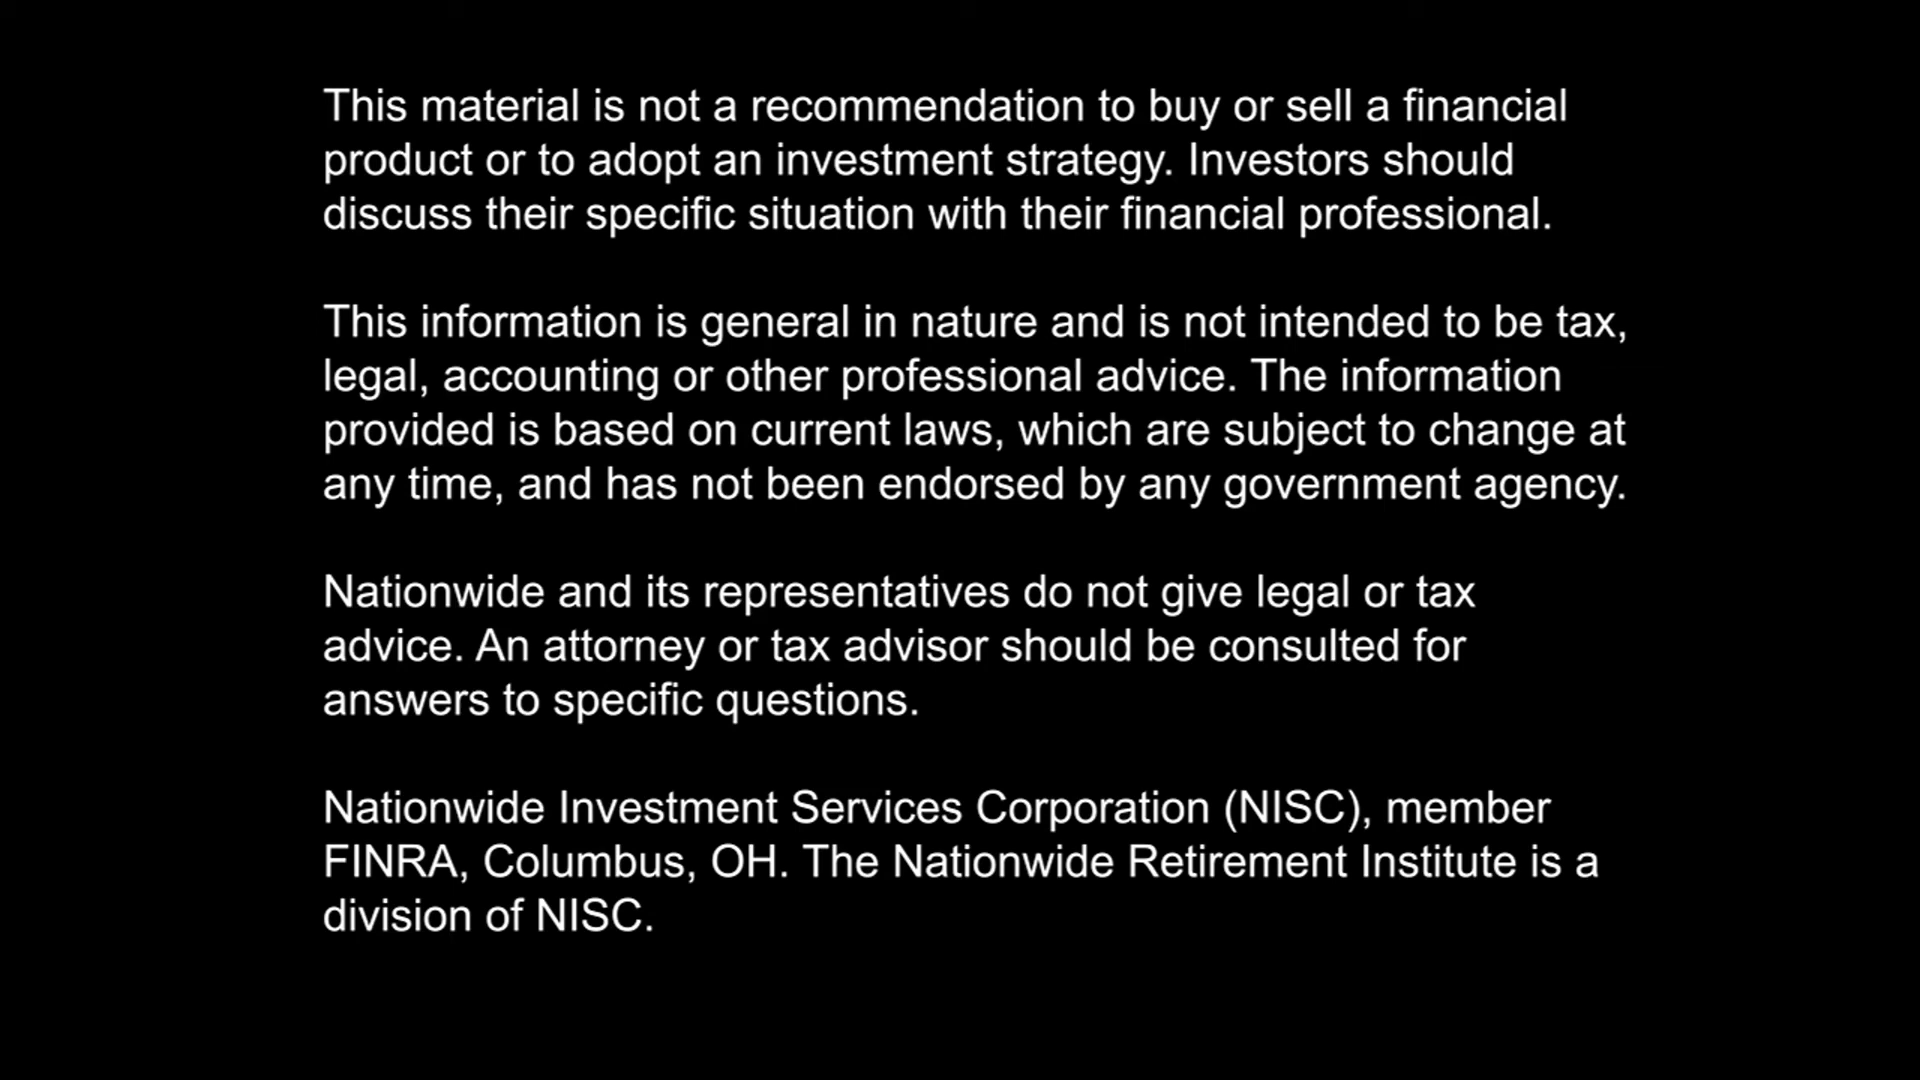 This material is not a recommendation to buy or sell a financial
product or to adopt an investment strategy. Investors should
discuss their specific situation with their financial professional.
This information is general in nature and is not intended to be tax,
legal, accounting or other professional advice. The information
provided is based on current laws, which are subject to change at
any time, and has not been endorsed by any government agency.
Nationwide and its representatives do not give legal or tax
advice. An attorney or tax advisor should be consulted for
answers to specific questions.
Nationwide Investment Services Corporation (NISC), member
FINRA, Columbus, OH. The Nationwide Retirement Institute is a
division of NISC.